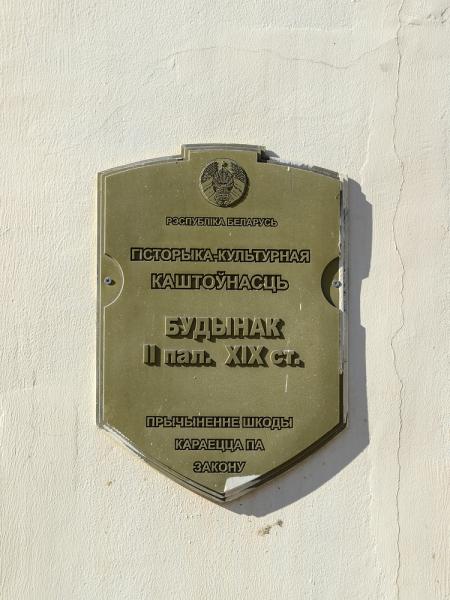 РЭСПУБЛІКА БЕЛАРУСЬ
ГІСТОРЫКА-КУЛЬТУРНАЯ
КАШТОЎНАСЦЬ
БУДЫНАК
II пал. XIX ст.
ПРЫЧЫНЕННЕ ШКОДЫ
КАРАЕЦЦА ПА
ЗАКОНУ